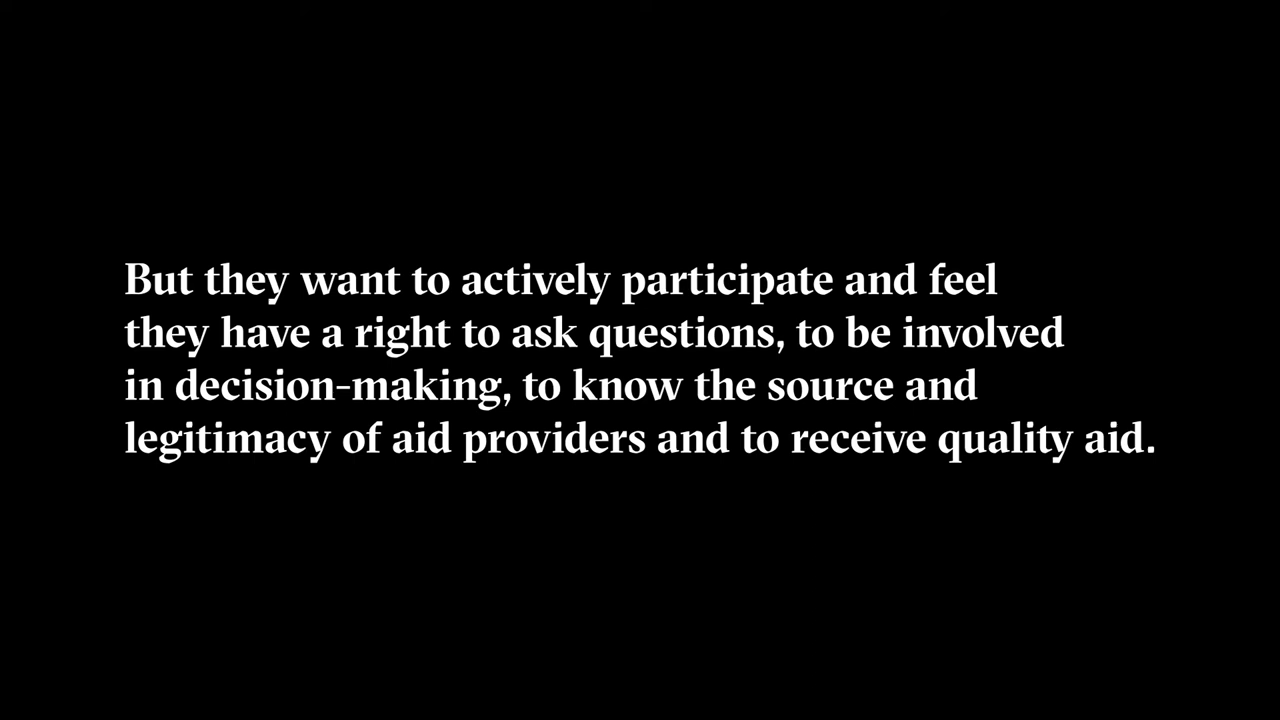 But they want to actively participate and feel
they have a right to ask questions, to be involved
in decision-making, to know the source and
legitimacy of aid providers and to receive quality aid.